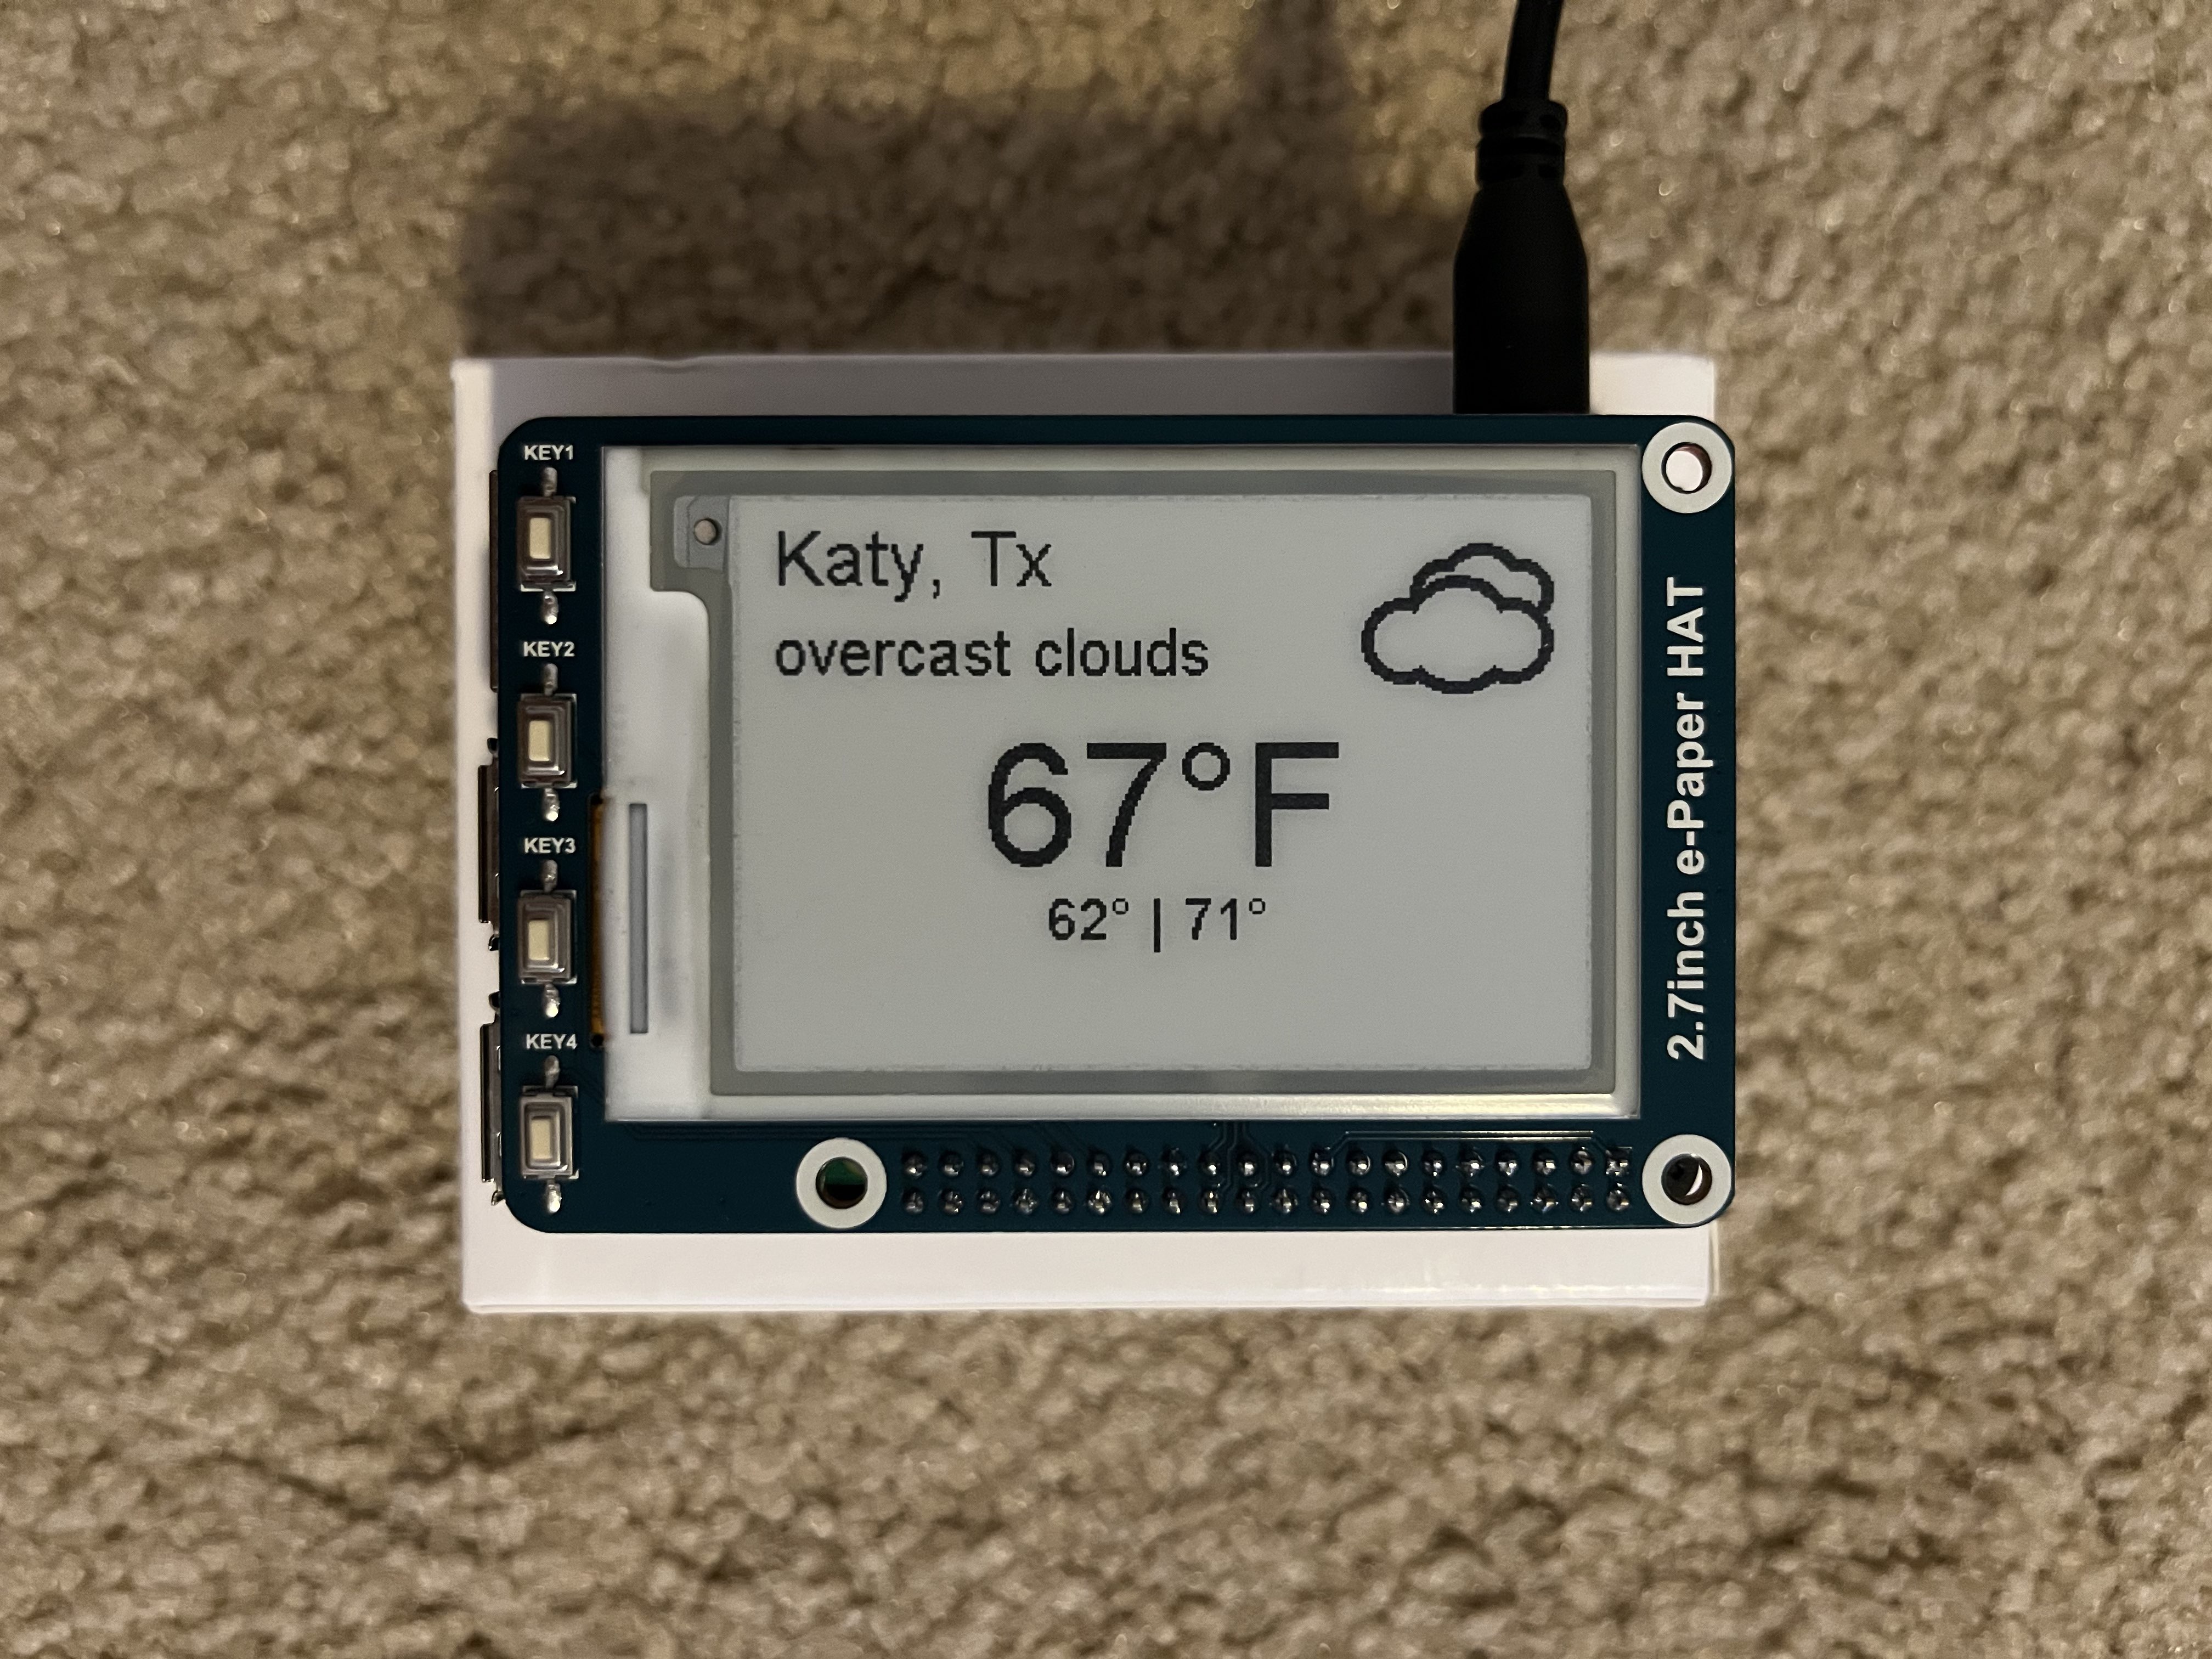 KEY1
KEY2
KEY3
KEY4
Katy, Tx
overcast clouds
67°F
62° | 71°
2.7inch e-Paper HAT